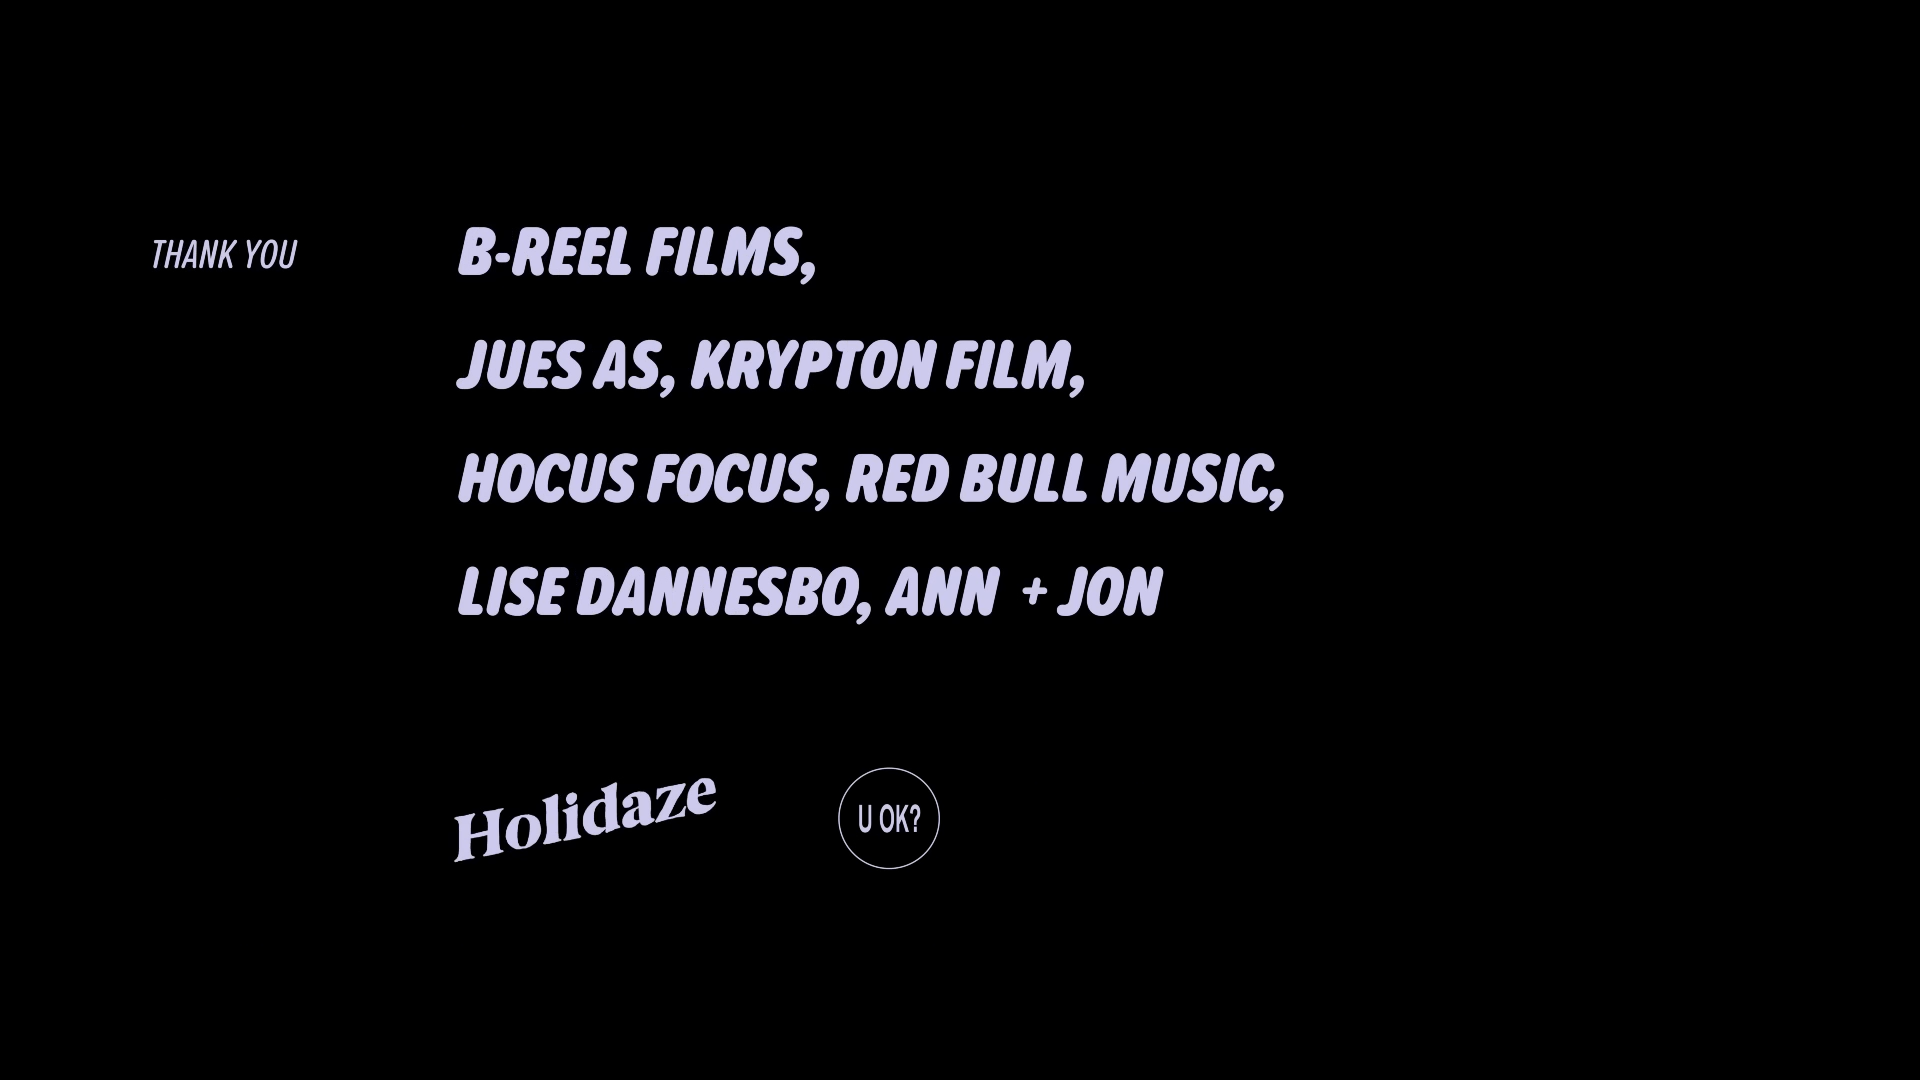 THANK YOU
B-REEL FILMS,
JUES AS, KRYPTON FILM,
HOCUS FOCUS, RED BULL MUSIC,
LISE DANNESBO, ANN + JON
Holidaze
U OK?